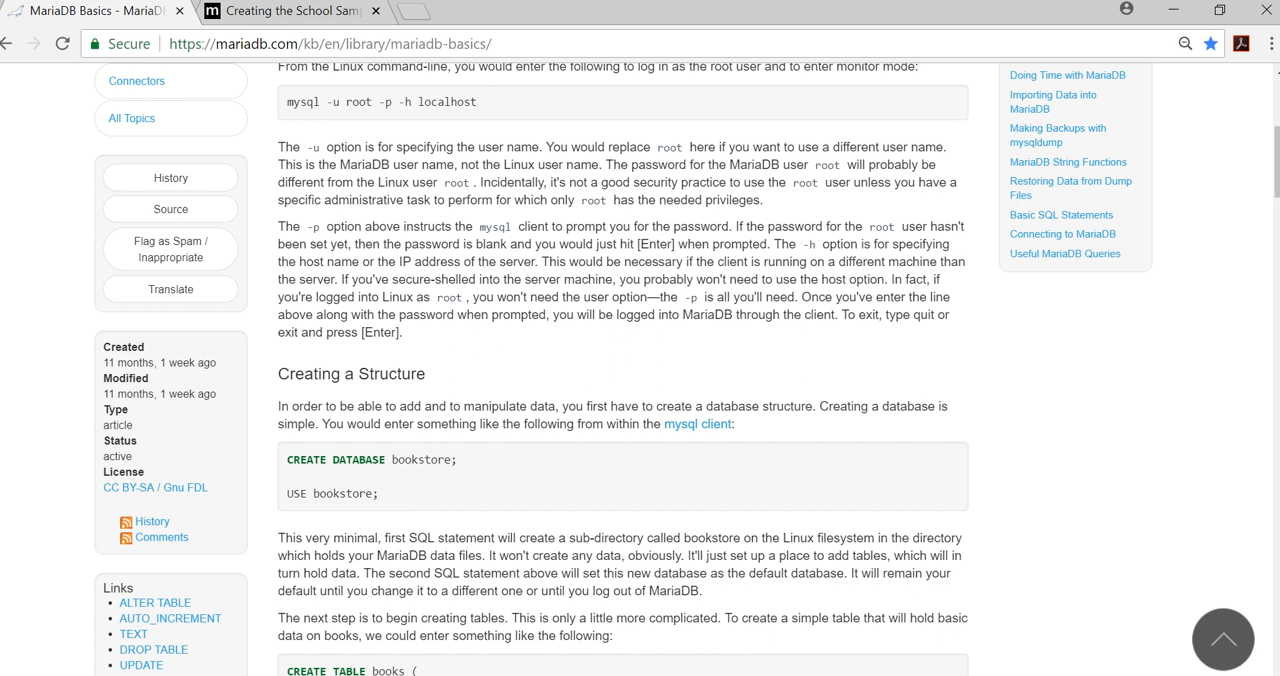 MariaDB Basics - MariaD
Creating the School Sam
Secure
https://mariadb.com/kb/en/library/mariadb-basics/
Connectors
All Topics
History
Source
Flag as Spam /
Inappropriate
Translate
Created
11 months, 1 week ago
Modified
11 months, 1 week ago
Type
article
Status
active
License
CC BY-SA / Gnu FDL
History
Comments
Links
• ALTER TABLE
• AUTO_INCREMENT
• TEXT
• DROP TABLE
• UPDATE
From the Linux command-line, you would enter the following to log in as the root user and to enter monitor mode:
mysql -u root -p -h localhost
The -u option is for specifying the user name. You would replace root here if you want to use a different user name.
This is the MariaDB user name, not the Linux user name. The password for the MariaDB user root will probably be
different from the Linux user root. Incidentally, it's not a good security practice to use the root user unless you have a
specific administrative task to perform for which only root has the needed privileges.
The -p option above instructs the mysql client to prompt you for the password. If the password for the root user hasn't
been set yet, then the password is blank and you would just hit [Enter] when prompted. The -h option is for specifying
the host name or the IP address of the server. This would be necessary if the client is running on a different machine than
the server. If you've secure-shelled into the server machine, you probably won't need to use the host option. In fact, if
you're logged into Linux as root, you won't need the user option—the -p is all you'll need. Once you've enter the line
above along with the password when prompted, you will be logged into MariaDB through the client. To exit, type quit or
exit and press [Enter].
Creating a Structure
In order to be able to add and to manipulate data, you first have to create a database structure. Creating a database is
simple. You would enter something like the following from within the mysql client:
CREATE DATABASE bookstore;
USE bookstore;
This very minimal, first SQL statement will create a sub-directory called bookstore on the Linux filesystem in the directory
which holds your MariaDB data files. It won't create any data, obviously. It'll just set up a place to add tables, which will in
turn hold data. The second SQL statement above will set this new database as the default database. It will remain your
default until you change it to a different one or until you log out of MariaDB.
The next step is to begin creating tables. This is only a little more complicated. To create a simple table that will hold basic
data on books, we could enter something like the following:
CREATE TABLE books (
Doing Time with MariaDB
Importing Data into
MariaDB
Making Backups with
mysqldump
MariaDB String Functions
Restoring Data from Dump
Files
Basic SQL Statements
Connecting to MariaDB
Useful MariaDB Queries